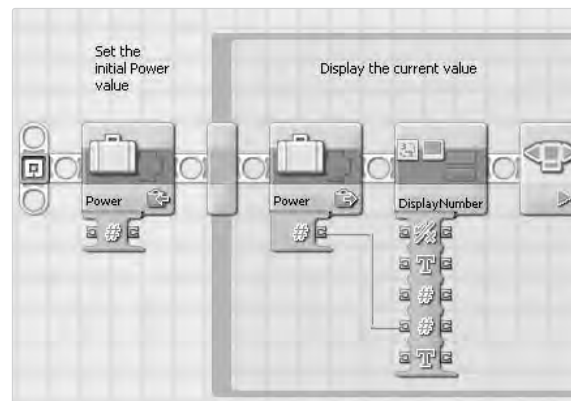 Set the
initial Power
value
Display the current value
Power
#
Power
#
DisplayNumber
T
#
#
T